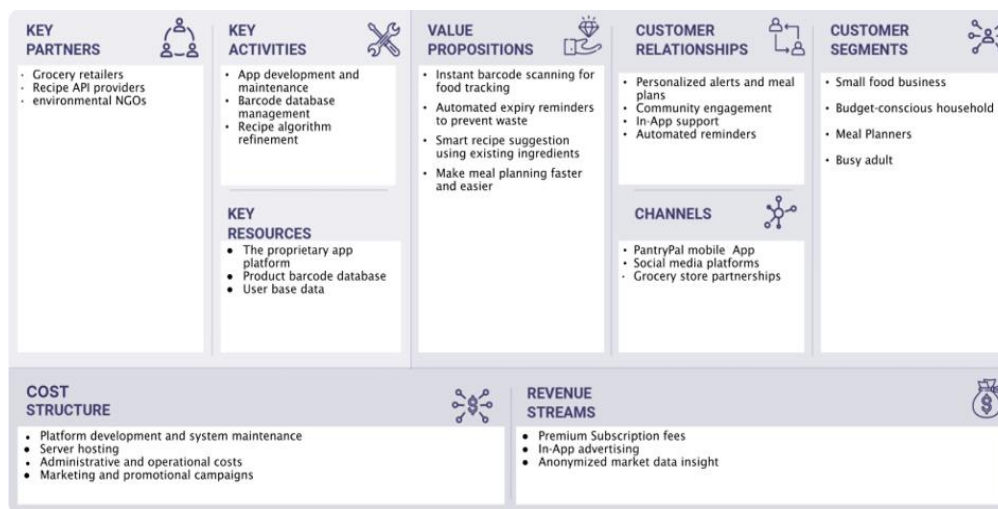 KEY
PARTNERS
· Grocery retailers
· Recipe API providers
· environmental NGOs
KEY
ACTIVITIES
• App development and
maintenance
• Barcode database
management
• Recipe algorithm
refinement
KEY
RESOURCES
● The proprietary app
platform
● Product barcode database
● User base data
VALUE
PROPOSITIONS
• Instant barcode scanning for
food tracking
• Automated expiry reminders
to prevent waste
• Smart recipe suggestion
using existing ingredients
• Make meal planning faster
and easier
CUSTOMER
RELATIONSHIPS
• Personalized alerts and meal
plans
• Community engagement
• In-App support
• Automated reminders
CHANNELS
• PantryPal mobile App
• Social media platforms
· Grocery store partnerships
CUSTOMER
SEGMENTS
• Small food business
• Budget-conscious household
• Meal Planners
• Busy adult
COST
STRUCTURE
• Platform development and system maintenance
● Server hosting
• Administrative and operational costs
● Marketing and promotional campaigns
REVENUE
STREAMS
● Premium Subscription fees
● In-App advertising
● Anonymized market data insight